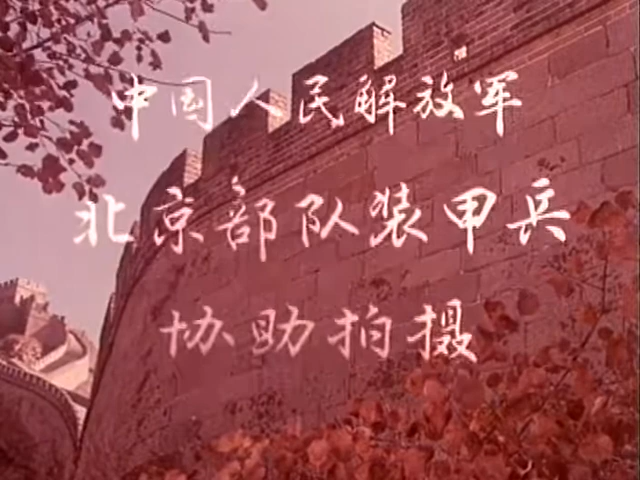 中国人民解放军
北京部队装甲兵
协助拍摄